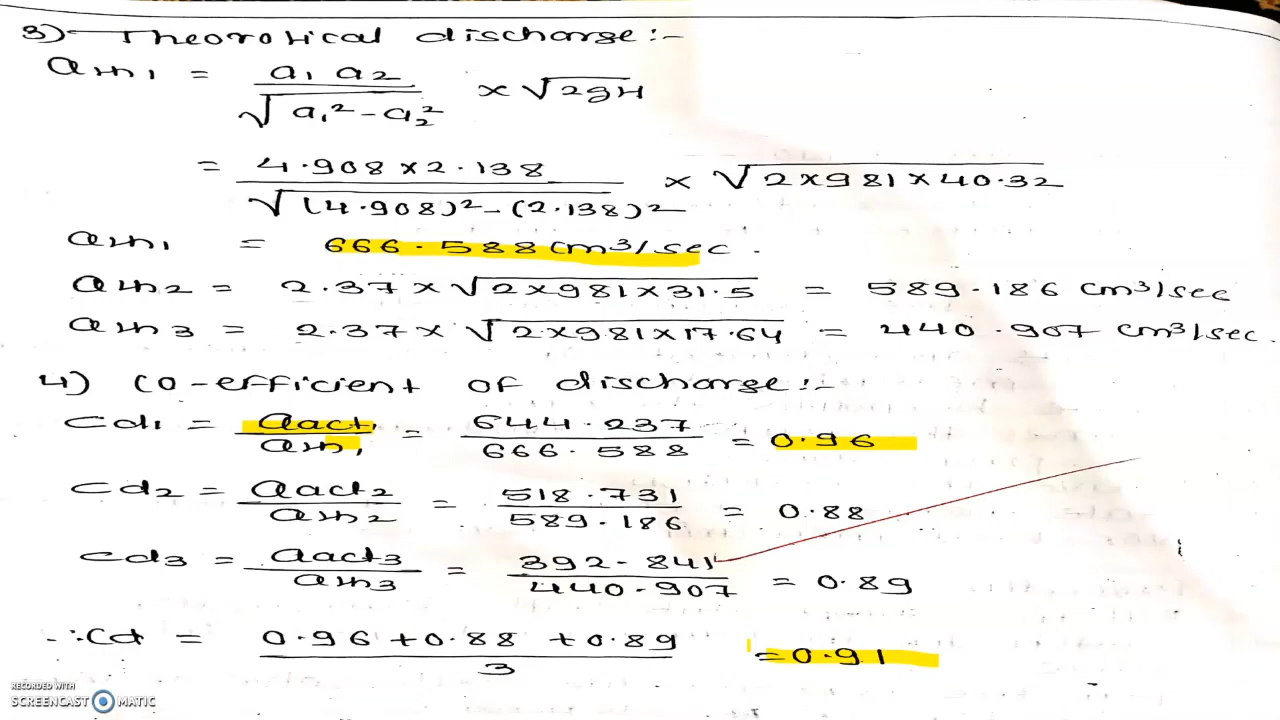 3) Theorotical discharge :-
Qth1 = a1 a2 / √a1² - a2² × √2gH
= 4.908 × 2.138 / √(4.908)² - (2.138)² × √2×981×40.32
Qth1 = 666.588 cm³/sec.
Qth2 = 2.37 × √2×981×31.5 = 589.186 cm³/sec
Qth3 = 2.37 × √2×981×17.64 = 440.907 cm³/sec.
4) Co-efficient of discharge :-
Cd1 = Qact1 / Qth1 = 644.237 / 666.588 = 0.96
Cd2 = Qact2 / Qth2 = 518.731 / 589.186 = 0.88
Cd3 = Qact3 / Qth3 = 392.841 / 440.907 = 0.89
∴ Cd = 0.96 + 0.88 + 0.89 / 3 = 0.91
RECORDED WITH
SCREENCAST MATIC